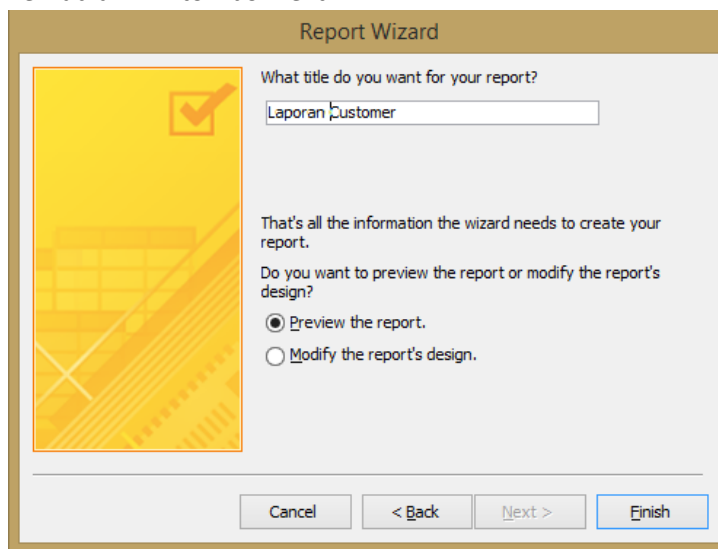 Report Wizard
What title do you want for your report?
Laporan Customer
That's all the information the wizard needs to create your
report.
Do you want to preview the report or modify the report's
design?
Preview the report.
Modify the report's design.
Cancel
< Back
Next >
Finish